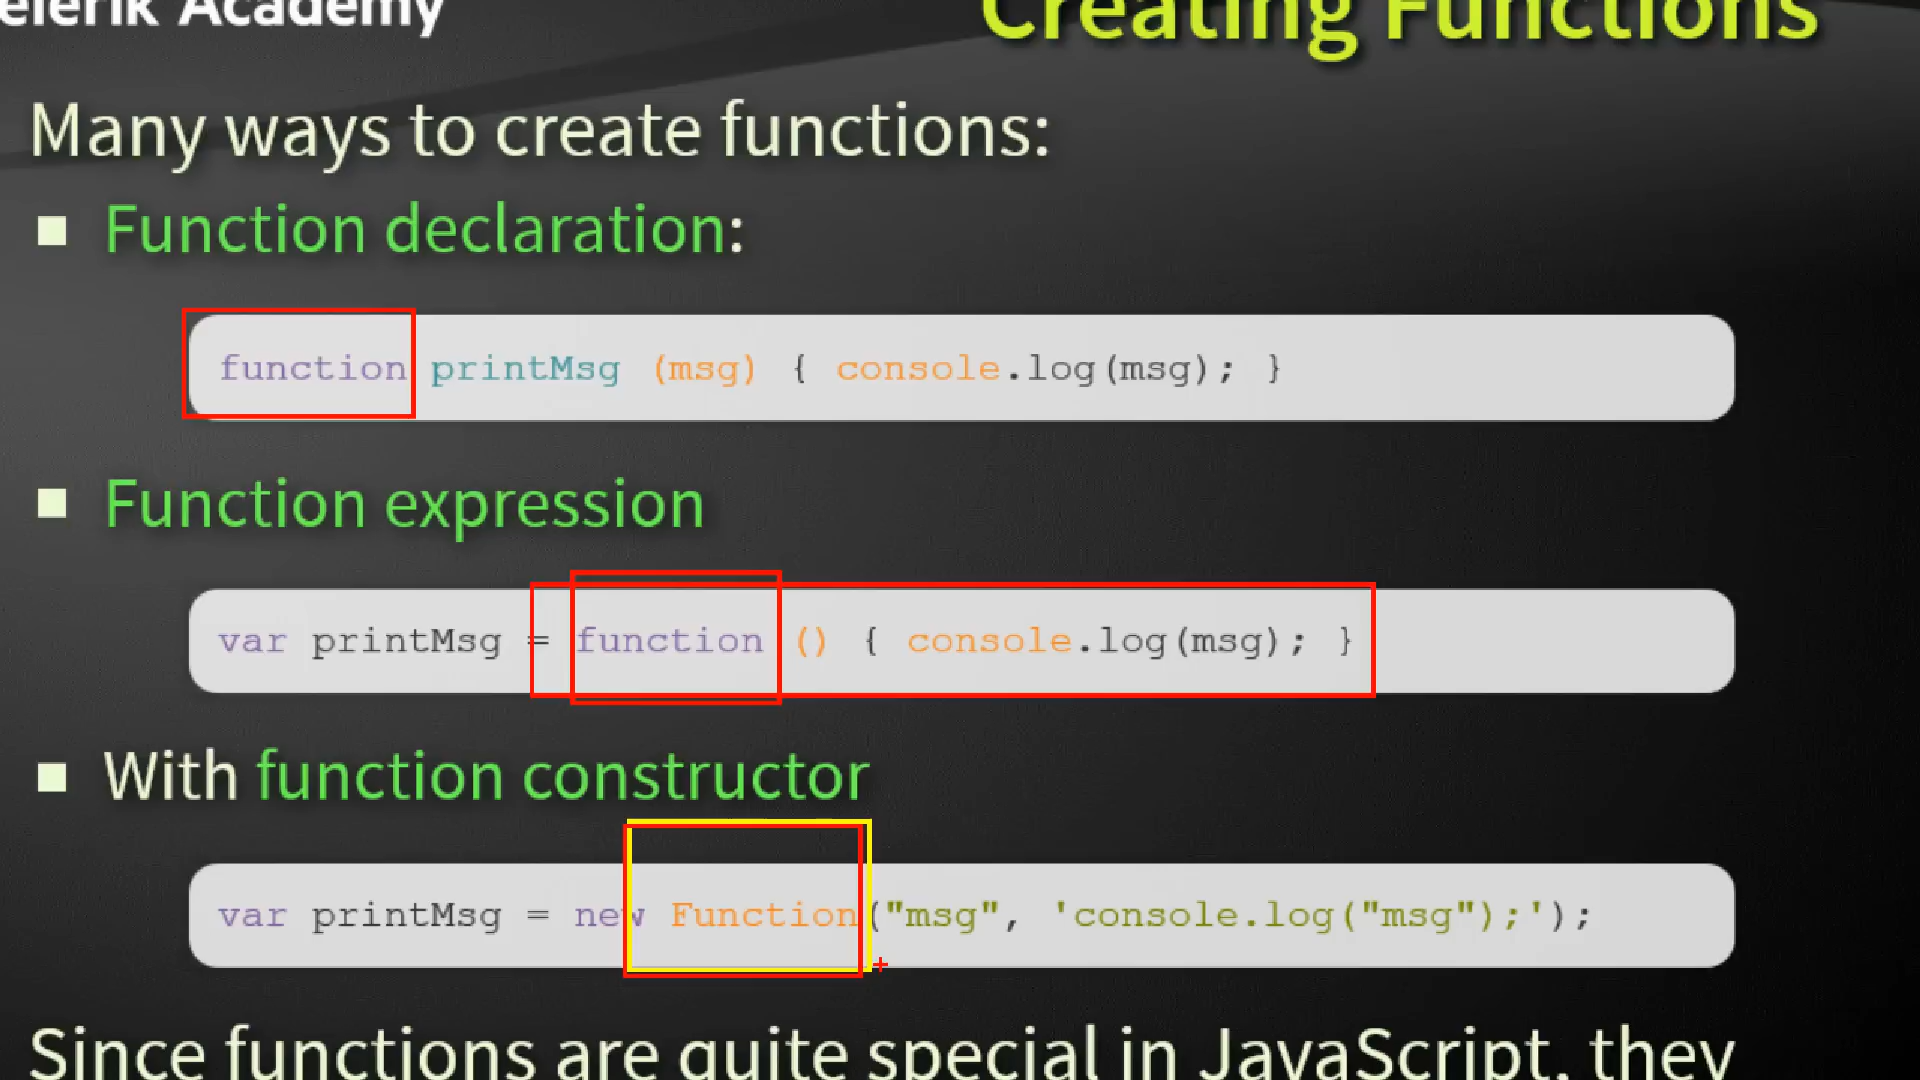 elerik Academy
Creating Functions
Many ways to create functions:
Function declaration:
function printMsg (msg) { console.log(msg); }
Function expression
var printMsg = function () { console.log(msg); }
With function constructor
var printMsg = new Function("msg", 'console.log("msg");');
Since functions are quite special in JavaScript, they